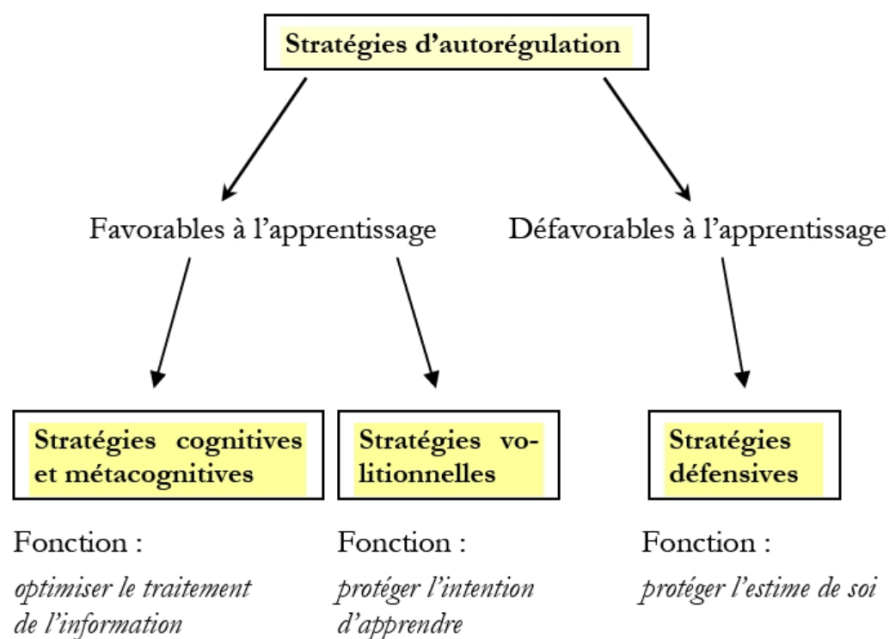 Stratégies d'autorégulation
Favorables à l'apprentissage
Défavorables à l'apprentissage
Stratégies cognitives
et métacognitives
Stratégies vo-
litionnelles
Stratégies
défensives
Fonction :
optimiser le traitement
de l'information
Fonction :
protéger l'intention
d'apprendre
Fonction :
protéger l'estime de soi